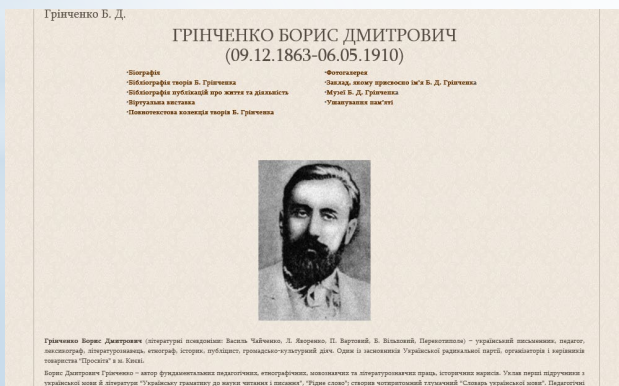 Грінченко Б. Д.
ГРІНЧЕНКО БОРИС ДМИТРОВИЧ
(09.12.1863-06.05.1910)
·Біографія
·Бібліографія творів Б. Грінченка
·Бібліографія публікацій про життя та діяльність
·Віртуальна виставка
·Повнотекстова колекція творів Б. Грінченка
·Фотогалерея
·Заклад, якому присвоєно ім'я Б. Д. Грінченка
·Музеї Б. Д. Грінченка
·Ушанування пам'яті
Грінченко Борис Дмитрович (літературні псевдоніми: Василь Чайченко, Л. Яворенко, П. Вартовий, Б. Вільховий, Перекотиполе) – український письменник, педагог,
лексикограф, літературознавець, етнограф, історик, публіцист, громадсько-культурний діяч. Один із засновників Української радикальної партії, організаторів і керівників
товариства "Просвіта" в м. Києві.
Борис Дмитрович Грінченко – автор фундаментальних педагогічних, етнографічних, мовознавчих та літературознавчих праць, історичних нарисів. Уклав перші підручники з
української мови й літератури "Українську граматику до науки читання і писання", "Рідне слово"; створив чотиритомний тлумачний "Словарь української мови". Педагогічні